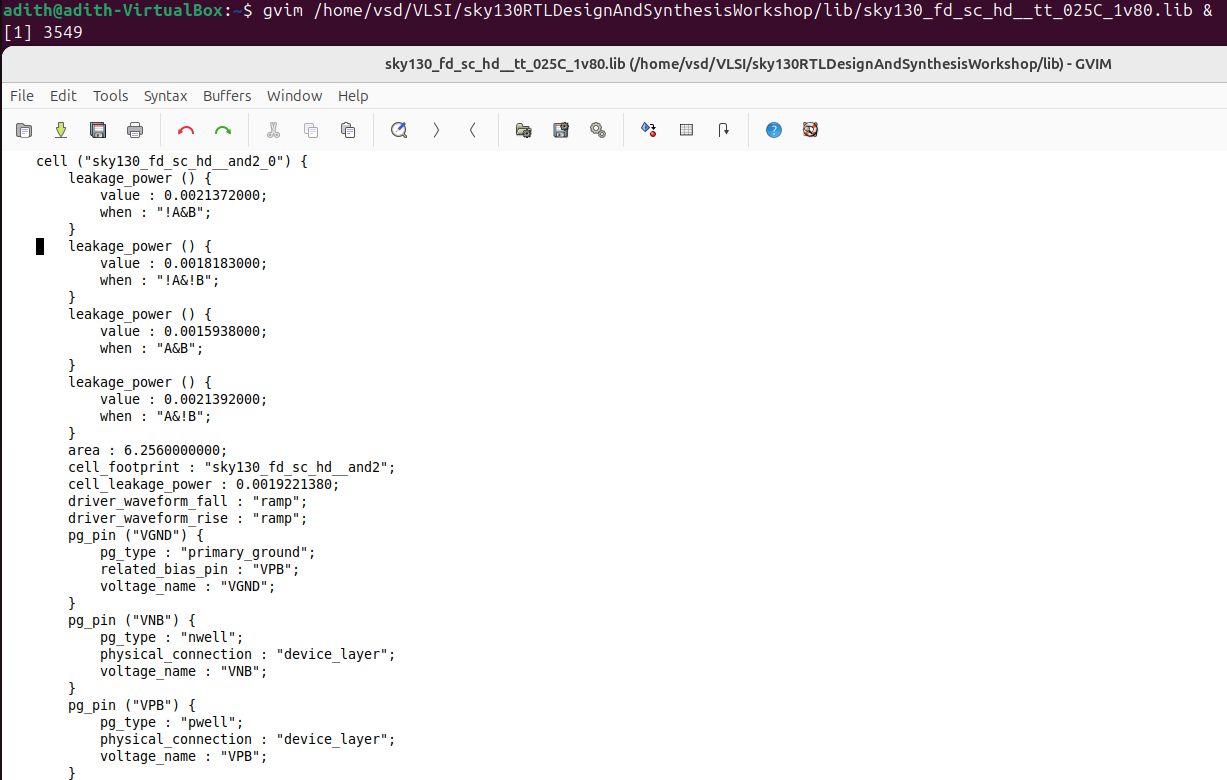 adith@adith-VirtualBox:~$ gvim /home/vsd/VLSI/sky130RTLDesignAndSynthesisWorkshop/lib/sky130_fd_sc_hd__tt_025C_1v80.lib &
[1] 3549
sky130_fd_sc_hd__tt_025C_1v80.lib (/home/vsd/VLSI/sky130RTLDesignAndSynthesisWorkshop/lib) - GVIM
File Edit Tools Syntax Buffers Window Help
    cell ("sky130_fd_sc_hd__and2_0") {
        leakage_power () {
            value : 0.0021372000;
            when : "!A&B";
        }
        leakage_power () {
            value : 0.0018183000;
            when : "!A&!B";
        }
        leakage_power () {
            value : 0.0015938000;
            when : "A&B";
        }
        leakage_power () {
            value : 0.0021392000;
            when : "A&!B";
        }
        area : 6.2560000000;
        cell_footprint : "sky130_fd_sc_hd__and2";
        cell_leakage_power : 0.0019221380;
        driver_waveform_fall : "ramp";
        driver_waveform_rise : "ramp";
        pg_pin ("VGND") {
            pg_type : "primary_ground";
            related_bias_pin : "VPB";
            voltage_name : "VGND";
        }
        pg_pin ("VNB") {
            pg_type : "nwell";
            physical_connection : "device_layer";
            voltage_name : "VNB";
        }
        pg_pin ("VPB") {
            pg_type : "pwell";
            physical_connection : "device_layer";
            voltage_name : "VPB";
        }